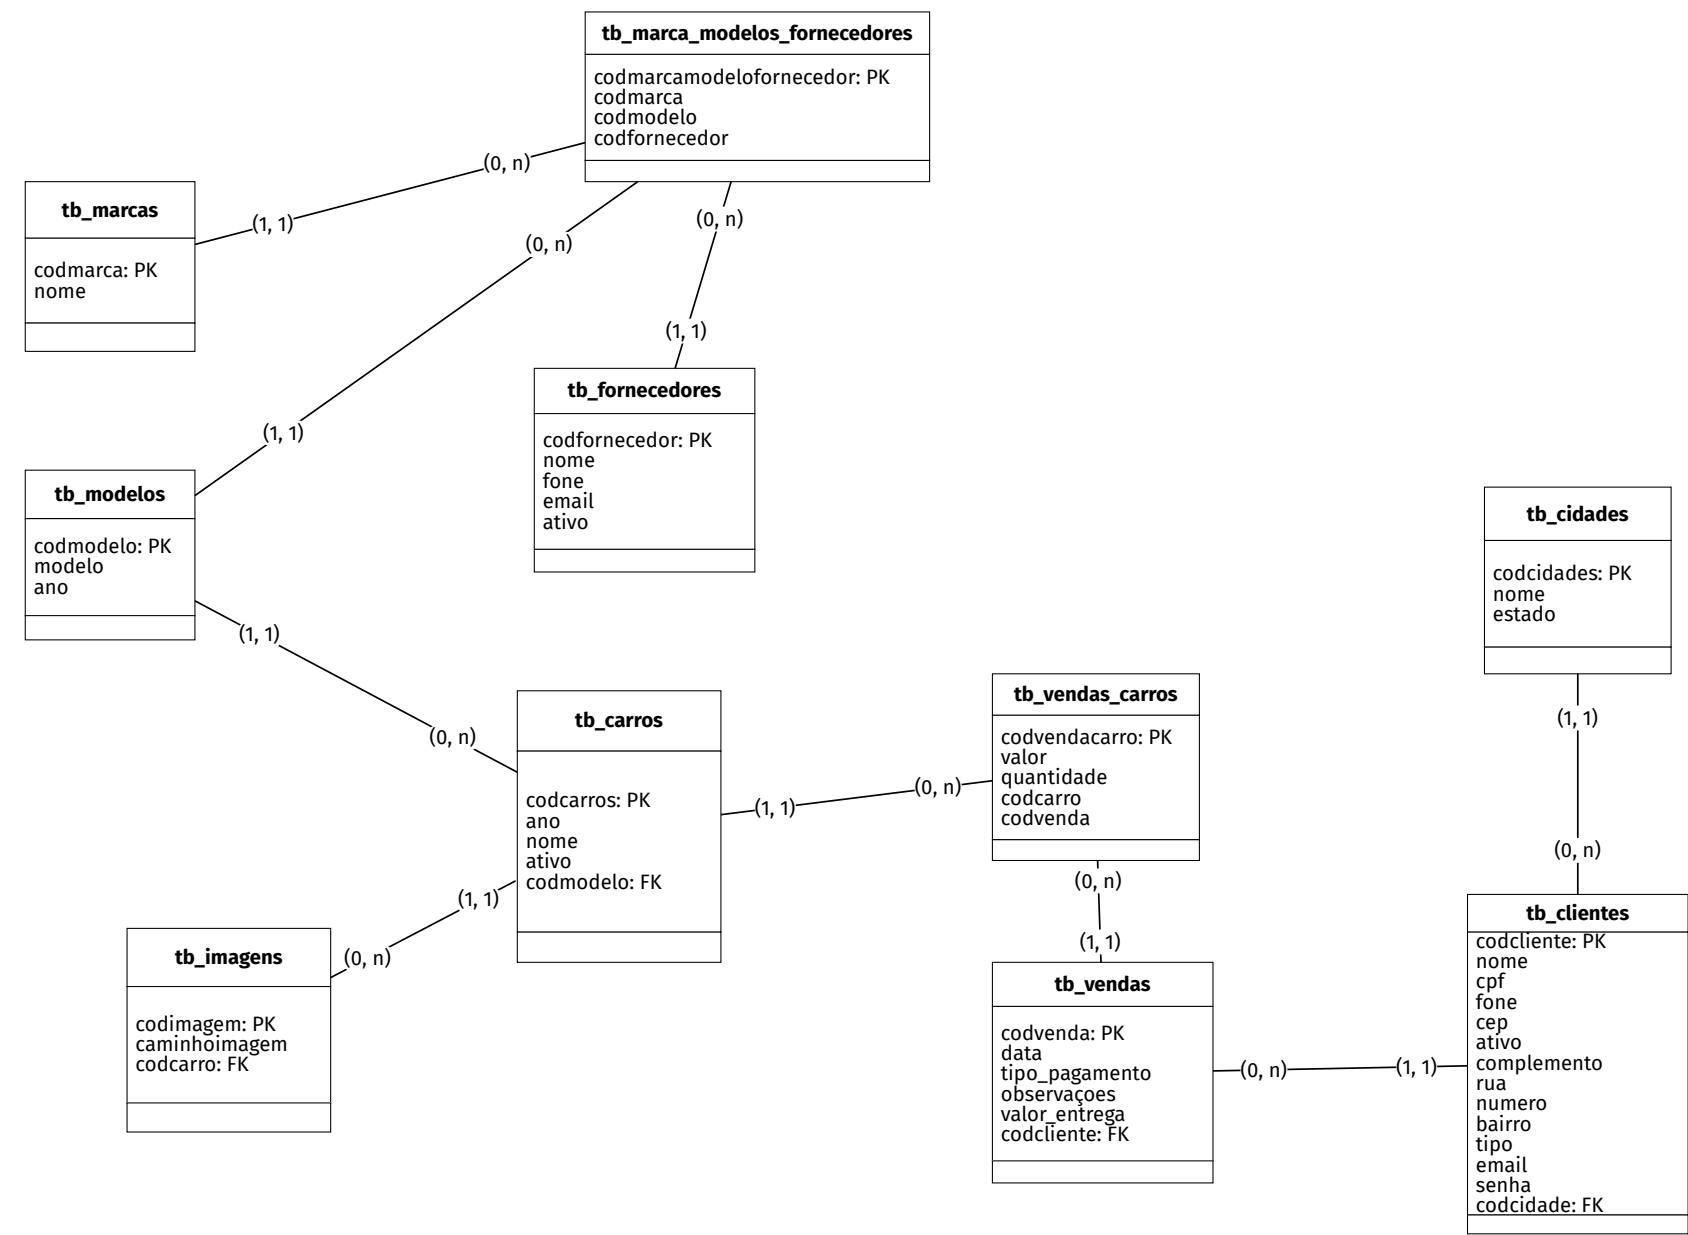 tb_marca_modelos_fornecedores
codmarcamodelofornecedor: PK
codmarca
codmodelo
codfornecedor
(0, n)
(1, 1)
tb_marcas
codmarca: PK
nome
(0, n)
(0, n)
(1, 1)
(1, 1)
tb_fornecedores
codfornecedor: PK
nome
fone
email
ativo
tb_modelos
codmodelo: PK
modelo
ano
(1, 1)
(0, n)
tb_carros
codcarros: PK
ano
nome
ativo
codmodelo: FK
(1, 1)
(0, n)
tb_imagens
codimagem: PK
caminhoimagem
codcarro: FK
(1, 1)
(0, n)
tb_vendas_carros
codvendacarro: PK
valor
quantidade
codcarro
codvenda
(0, n)
(1, 1)
tb_vendas
codvenda: PK
data
tipo_pagamento
observaçoes
valor_entrega
codcliente: FK
(0, n)
(1, 1)
tb_cidades
codcidades: PK
nome
estado
(1, 1)
(0, n)
tb_clientes
codcliente: PK
nome
cpf
fone
cep
ativo
complemento
rua
numero
bairro
tipo
email
senha
codcidade: FK